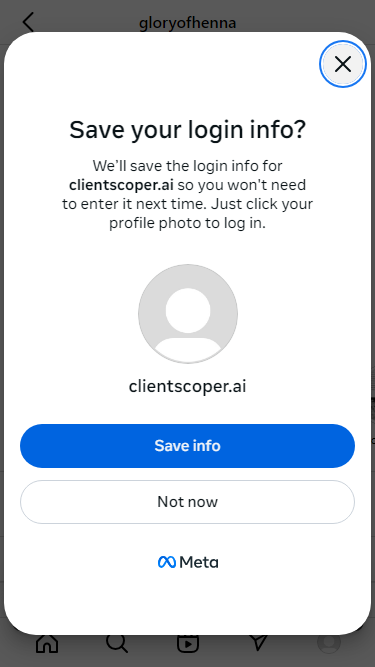 gloryofhenna
Save your login info?
We'll save the login info for
clientscoper.ai so you won't need
to enter it next time. Just click your
profile photo to log in.
clientscoper.ai
Save info
Not now
Meta